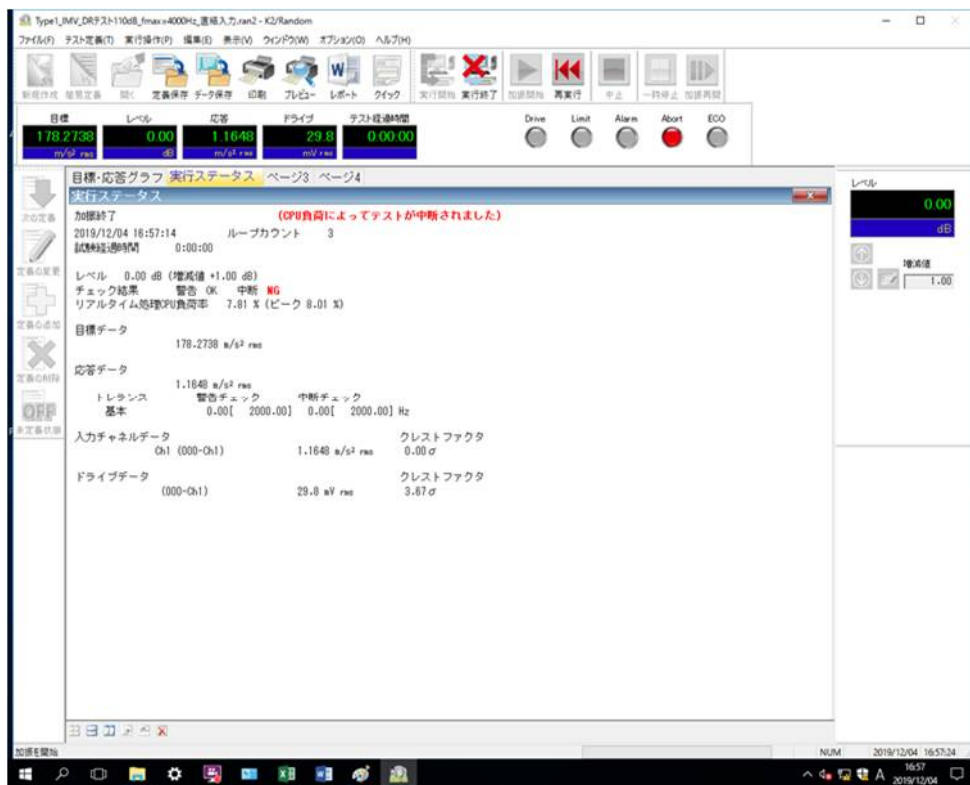 Type1_IMV_DRテスト110dB_fmax=4000Hz_直結入力.ran2 - K2/Random
ファイル(F) テスト定義(T) 実行操作(P) 編集(E) 表示(V) ウィンドウ(W) オプション(O) ヘルプ(H)
新規作成 簡易定義 開く 定義保存 データ保存 印刷 プレビュー レポート クイック 実行開始 実行終了 加振開始 再実行 中止 一時停止 加振再開
目標 レベル 応答 ドライブ テスト経過時間 Drive Limit Alarm Abort ECO
178.2738 0.00 1.1648 29.8 0:00:00
m/s² rms dB m/s² rms mV rms
目標・応答グラフ 実行ステータス ページ3 ページ4
実行ステータス
加振終了 (CPU負荷によってテストが中断されました)
2019/12/04 16:57:14 ループカウント 3
試験経過時間 0:00:00
レベル 0.00 dB (増減値 +1.00 dB)
チェック結果 警告 OK 中断 NG
リアルタイム処理CPU負荷率 7.81 % (ピーク 8.01 %)
目標データ
178.2738 m/s² rms
応答データ
1.1648 m/s² rms
トレランス 警告チェック 中断チェック
基本 0.00[ 2000.00] 0.00[ 2000.00] Hz
入力チャネルデータ クレストファクタ
Ch1 (000-Ch1) 1.1648 m/s² rms 0.00σ
ドライブデータ クレストファクタ
(000-Ch1) 29.8 mV rms 3.67σ
次の定義
定義の変更
定義の追加
定義の削除
OFF
未定義状態
レベル
0.00
dB
増減値
1.00
加振を開始 NUM 2019/12/04 16:57:24
A 16:57
2019/12/04